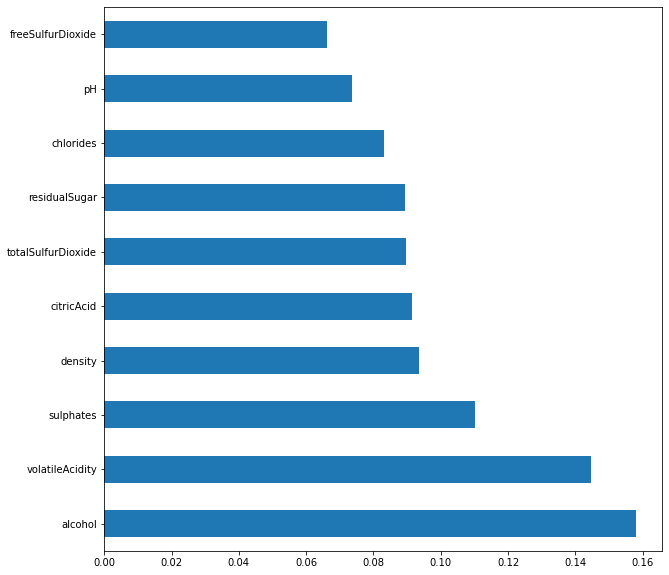 freeSulfurDioxide
pH
chlorides
residualSugar
totalSulfurDioxide
citricAcid
density
sulphates
volatileAcidity
alcohol
0.00 0.02 0.04 0.06 0.08 0.10 0.12 0.14 0.16